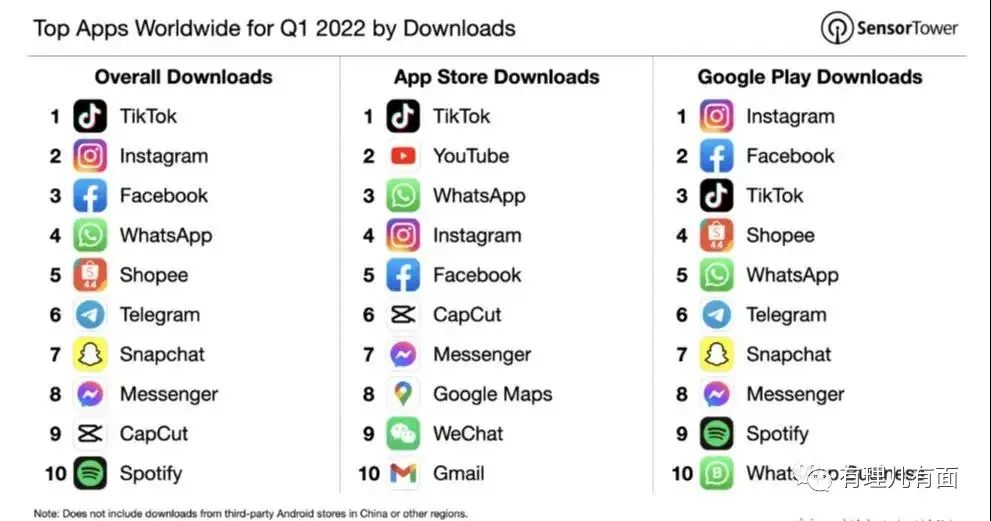 Top Apps Worldwide for Q1 2022 by Downloads
SensorTower
Overall Downloads
1 TikTok
2 Instagram
3 Facebook
4 WhatsApp
5 Shopee
6 Telegram
7 Snapchat
8 Messenger
9 CapCut
10 Spotify
App Store Downloads
1 TikTok
2 YouTube
3 WhatsApp
4 Instagram
5 Facebook
6 CapCut
7 Messenger
8 Google Maps
9 WeChat
10 Gmail
Google Play Downloads
1 Instagram
2 Facebook
3 TikTok
4 Shopee
5 WhatsApp
6 Telegram
7 Snapchat
8 Messenger
9 Spotify
10 WhatsApp Business
有理儿有面
Note: Does not include downloads from third-party Android stores in China or other regions.